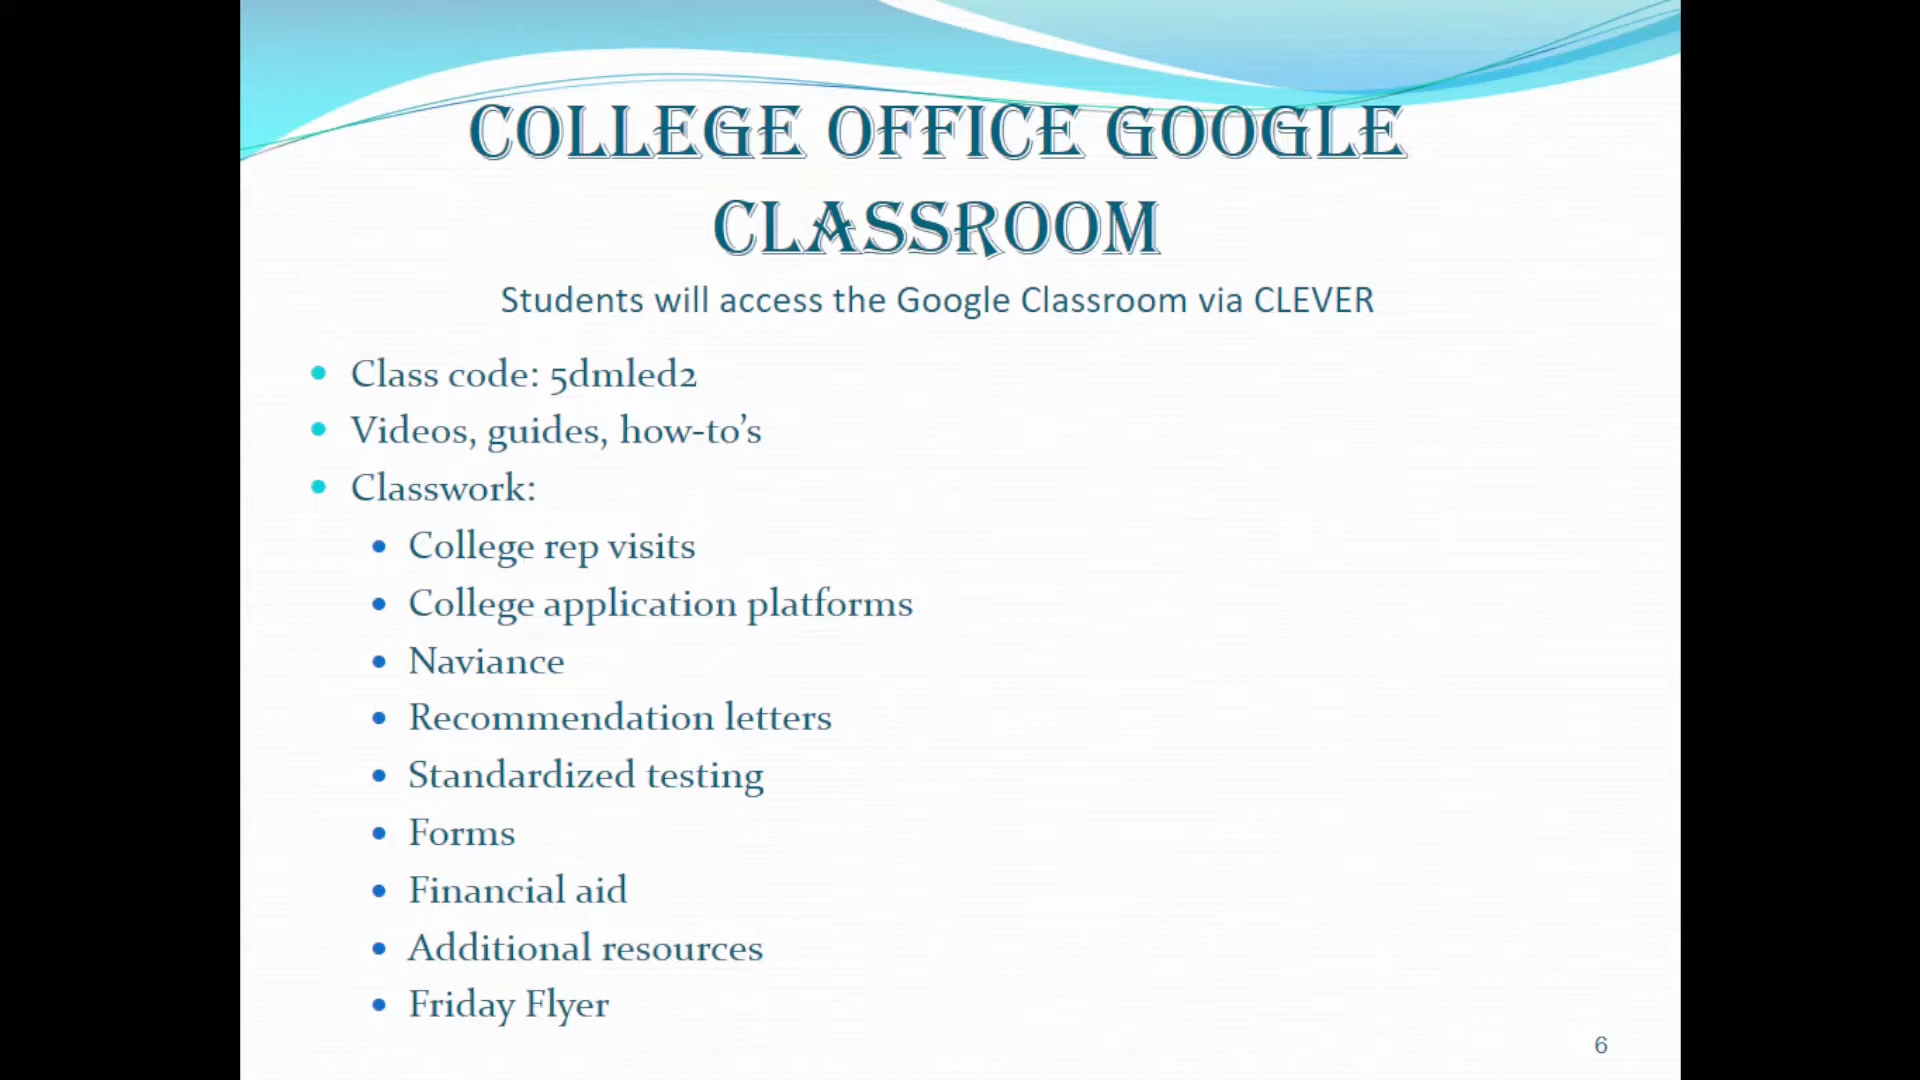 COLLEGE OFFICE GOOGLE
CLASSROOM
Students will access the Google Classroom via CLEVER
• Class code: 5dmled2
• Videos, guides, how-to’s
• Classwork:
• College rep visits
• College application platforms
• Naviance
• Recommendation letters
• Standardized testing
• Forms
• Financial aid
• Additional resources
• Friday Flyer
6